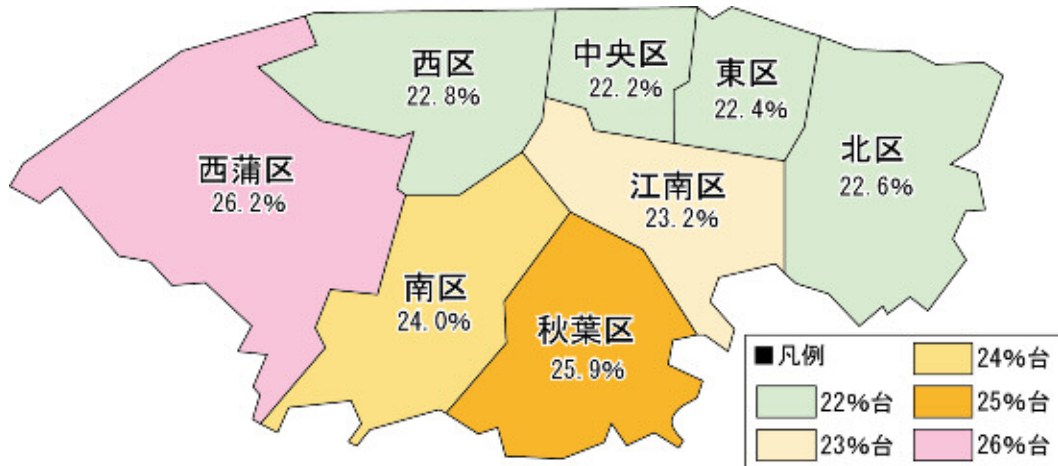 西区
22.8%
中央区
22.2%
東区
22.4%
北区
22.6%
西蒲区
26.2%
江南区
23.2%
南区
24.0%
秋葉区
25.9%
■凡例
22%台
23%台
24%台
25%台
26%台